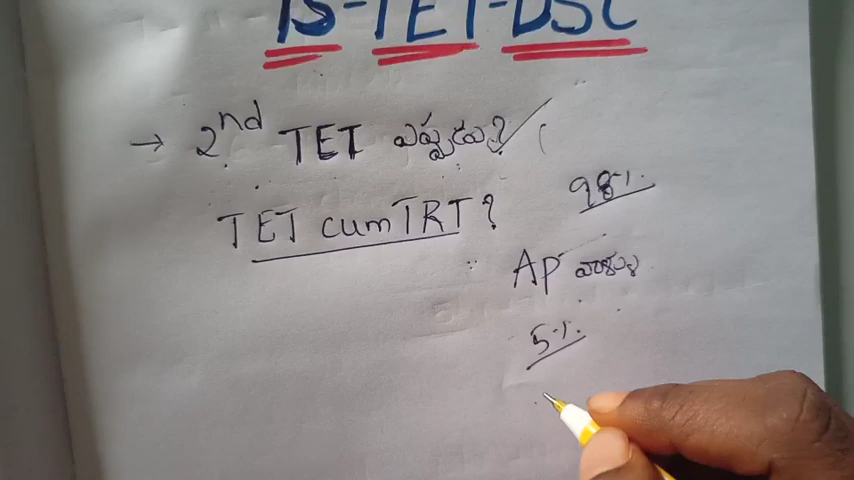 TS-TET-DSC
→ 2nd TET ఎప్పుడు?
TET cum TRT?
98%.
AP వాళ్ళు
5%.